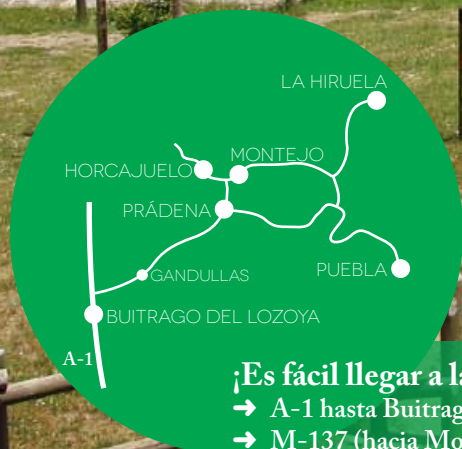 LA HIRUELA
MONTEJO
HORCAJUELO
PRÁDENA
GANDULLAS
PUEBLA
BUITRAGO DEL LOZOYA
A-1
¡Es fácil llegar a la
➜ A-1 hasta Buitrag
➜ M-137 (hacia Mo